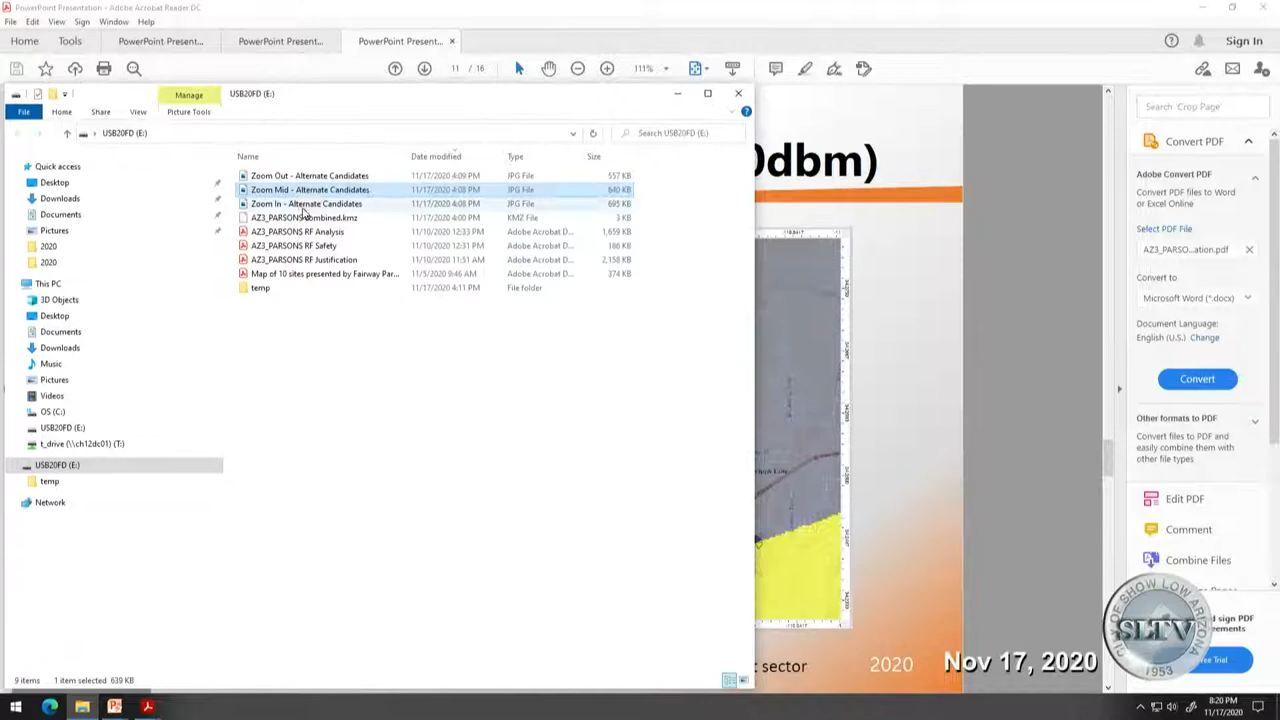 PowerPoint Presentation - Adobe Acrobat Reader DC
File Edit View Sign Window Help
Home Tools PowerPoint Present... PowerPoint Present... PowerPoint Present... × Sign In
11 / 16 111%
Manage USB20FD (E:)
File Home Share View Picture Tools
USB20FD (E:) Search USB20FD (E:)
Name Date modified Type Size
Zoom Out - Alternate Candidates 11/17/2020 4:09 PM JPG File 557 KB
Zoom Mid - Alternate Candidates 11/17/2020 4:08 PM JPG File 640 KB
Zoom In - Alternate Candidates 11/17/2020 4:08 PM JPG File 695 KB
AZ3_PARSONS combined.kmz 11/17/2020 4:00 PM KMZ File 3 KB
AZ3_PARSONS RF Analysis 11/10/2020 12:33 PM Adobe Acrobat D... 1,659 KB
AZ3_PARSONS RF Safety 11/10/2020 12:31 PM Adobe Acrobat D... 186 KB
AZ3_PARSONS RF Justification 11/10/2020 11:51 AM Adobe Acrobat D... 2,158 KB
Map of 10 sites presented by Fairway Par... 11/5/2020 9:46 AM Adobe Acrobat D... 374 KB
temp 11/17/2020 4:11 PM File folder
Quick access
Desktop
Downloads
Documents
Pictures
2020
2020
This PC
3D Objects
Desktop
Documents
Downloads
Music
Pictures
Videos
OS (C:)
USB20FD (E:)
t_drive (\\ch12dc01) (T:)
USB20FD (E:)
temp
Network
9 items 1 item selected 639 KB
0dbm)
t sector 2020
Search 'Crop Page'
Convert PDF
Adobe Convert PDF
Convert PDF files to Word
or Excel Online
Select PDF File
AZ3_PARSO...ation.pdf
Convert to
Microsoft Word (*.docx)
Document Language:
English (U.S.) Change
Convert
Other formats to PDF
Convert files to PDF and
easily combine them with
other file types
Edit PDF
Comment
Combine Files
d sign PDF
eements
Free Trial
CITY OF SHOW LOW ARIZONA
SLTV
1953
Nov 17, 2020
8:20 PM
11/17/2020